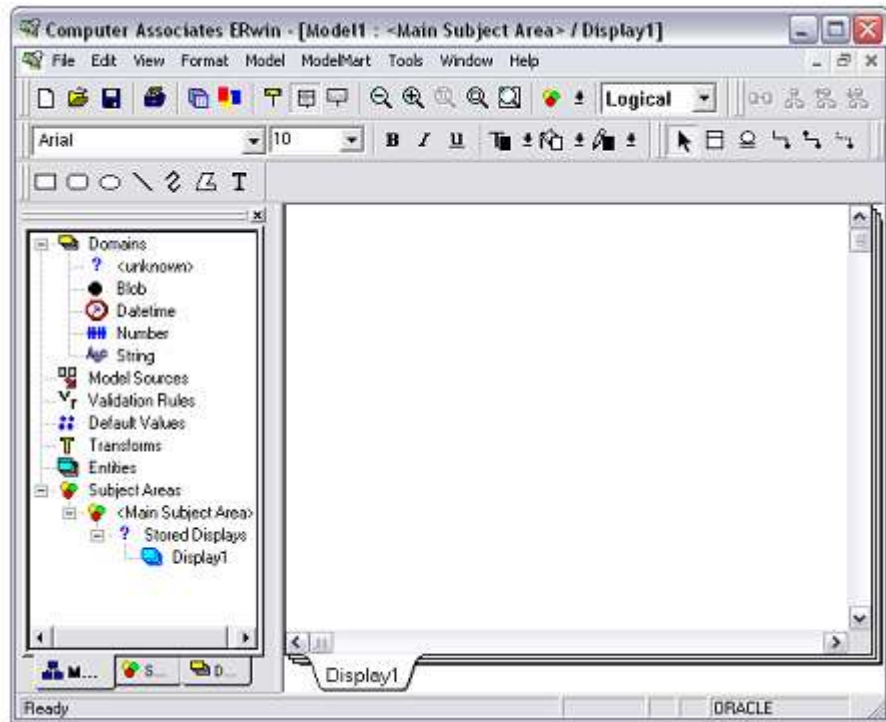 Computer Associates ERwin - [Model1 : <Main Subject Area> / Display1]
File Edit View Format Model ModelMart Tools Window Help
Logical
Arial 10 B I U
T
Domains
<unknown>
Blob
Datetime
Number
String
Model Sources
Validation Rules
Default Values
Transforms
Entities
Subject Areas
<Main Subject Area>
Stored Displays
Display1
M... S... D...
Display1
Ready ORACLE